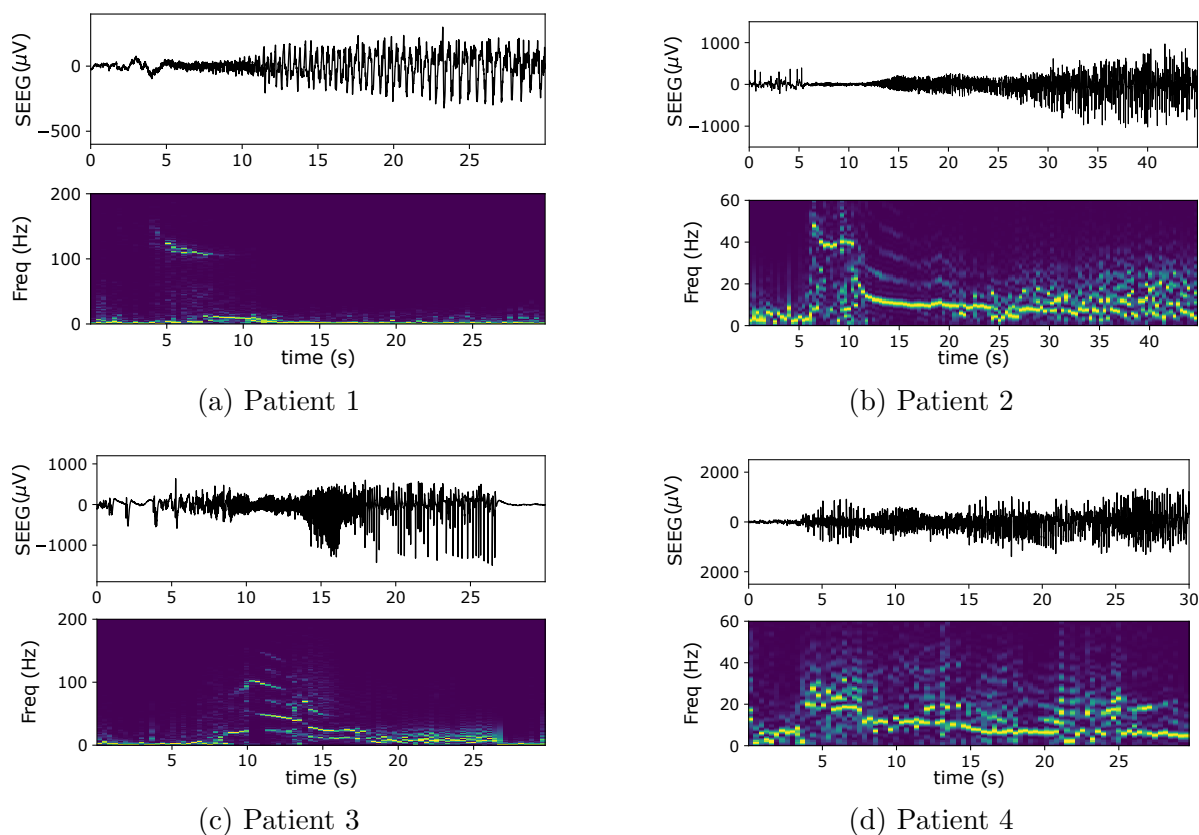 SEEG(μV)
0
−500
0 5 10 15 20 25
Freq (Hz)
200
100
0
0 5 10 15 20 25
time (s)
(a) Patient 1
SEEG(μV)
1000
0
−1000
0 5 10 15 20 25 30 35 40
Freq (Hz)
60
40
20
0
5 10 15 20 25 30 35 40
time (s)
(b) Patient 2
SEEG(μV)
1000
0
−1000
0 5 10 15 20 25
Freq (Hz)
200
100
0
0 5 10 15 20 25
time (s)
(c) Patient 3
SEEG(μV)
2000
0
2000
0 5 10 15 20 25 30
Freq (Hz)
60
40
20
0
5 10 15 20 25
time (s)
(d) Patient 4